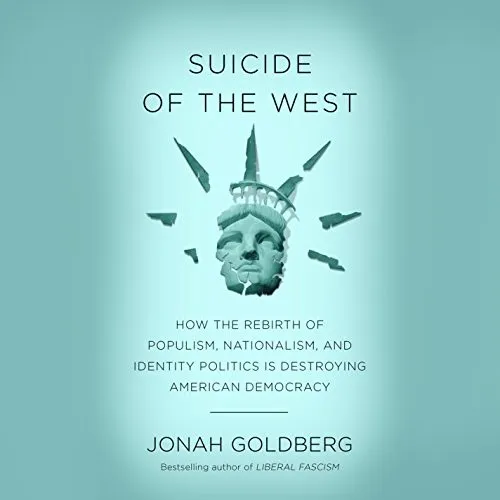 SUICIDE
OF THE WEST
HOW THE REBIRTH OF
POPULISM, NATIONALISM, AND
IDENTITY POLITICS IS DESTROYING
AMERICAN DEMOCRACY
JONAH GOLDBERG
Bestselling author of LIBERAL FASCISM